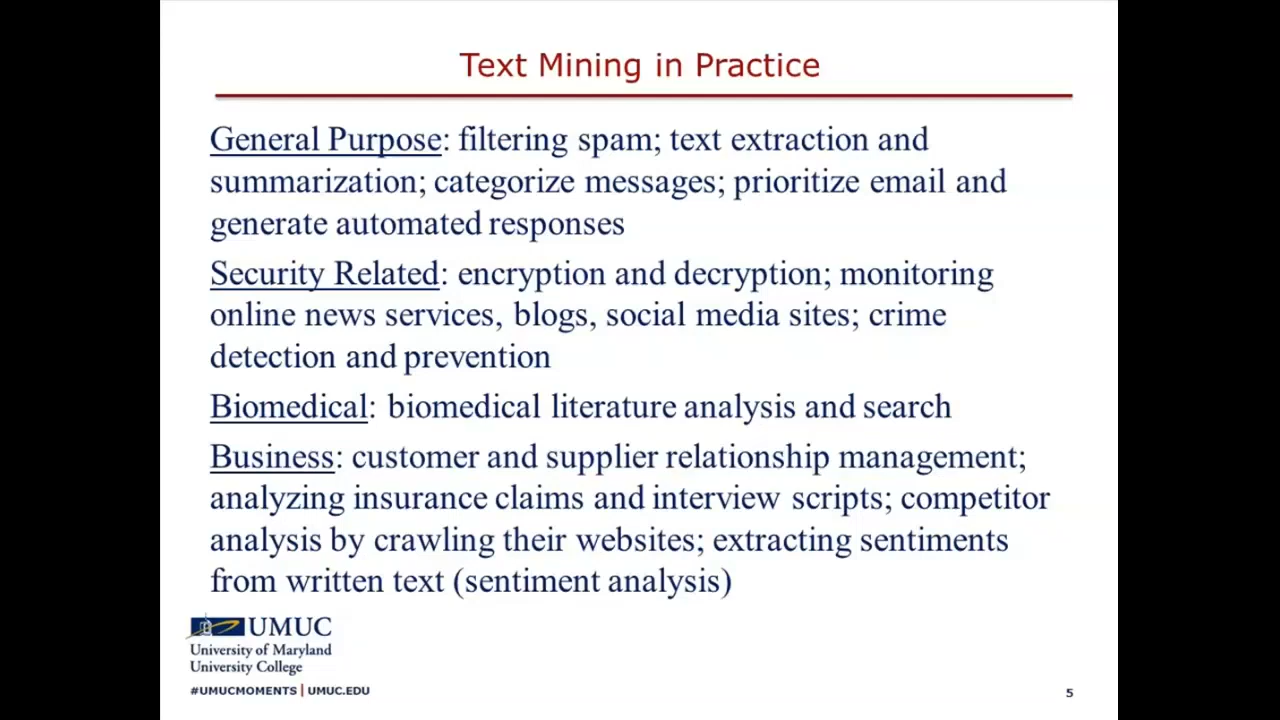 Text Mining in Practice
General Purpose: filtering spam; text extraction and
summarization; categorize messages; prioritize email and
generate automated responses
Security Related: encryption and decryption; monitoring
online news services, blogs, social media sites; crime
detection and prevention
Biomedical: biomedical literature analysis and search
Business: customer and supplier relationship management;
analyzing insurance claims and interview scripts; competitor
analysis by crawling their websites; extracting sentiments
from written text (sentiment analysis)
UMUC
University of Maryland
University College
#UMUCMOMENTS | UMUC.EDU
5